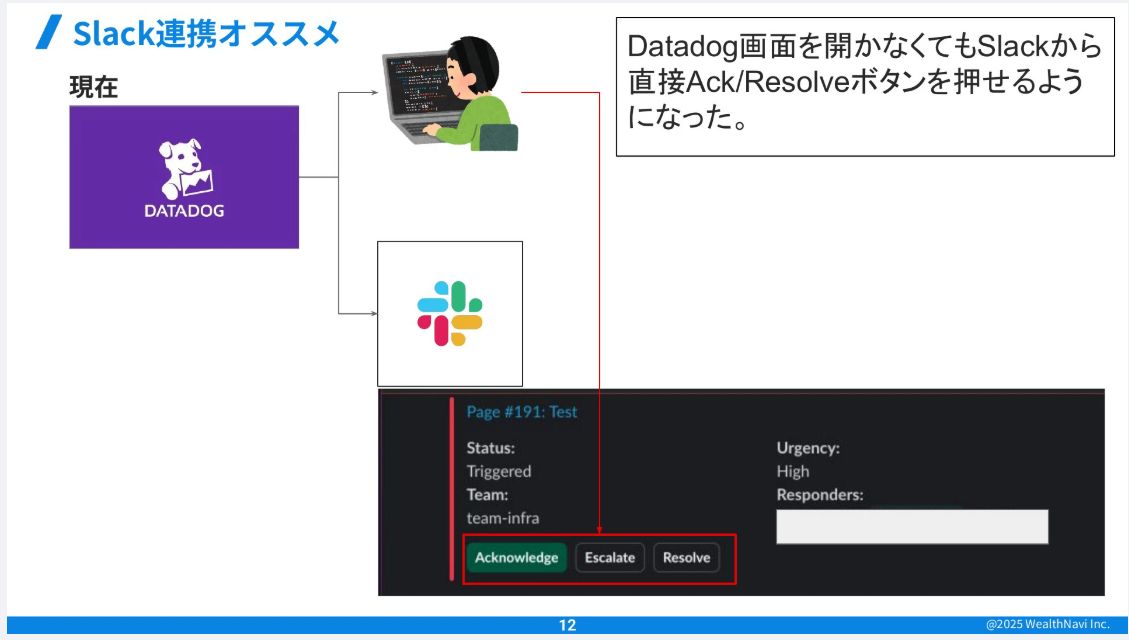 Slack連携オススメ
現在
DATADOG
Datadog画面を開かなくてもSlackから
直接Ack/Resolveボタンを押せるよう
になった。
Page #191: Test
Status:
Triggered
Team:
team-infra
Urgency:
High
Responders:
Acknowledge
Escalate
Resolve
12
@2025 WealthNavi Inc.